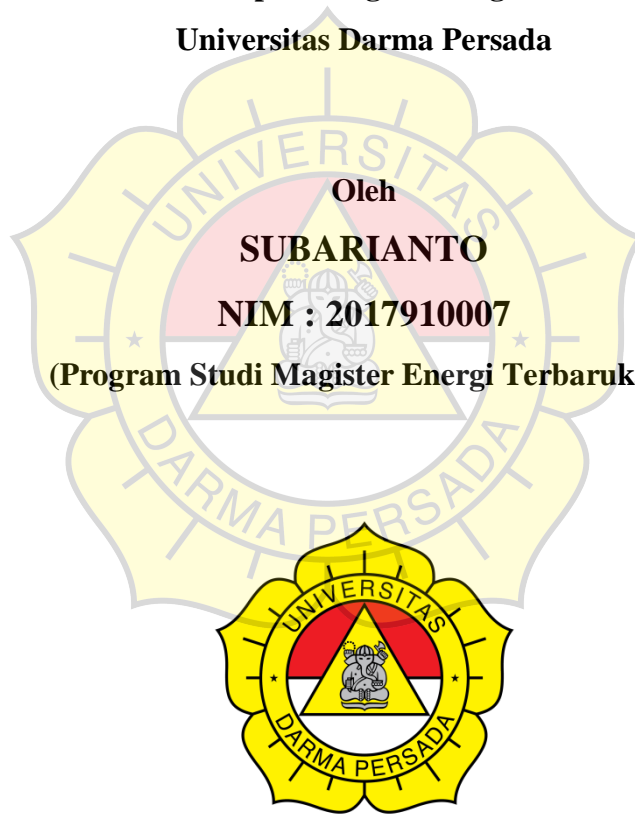 Universitas Darma Persada
UNIVERSITAS
Oleh
SUBARIANTO
NIM : 2017910007
(Program Studi Magister Energi Terbaruk
DARMA PERSADA
UNIVERSITAS
DARMA PERSADA